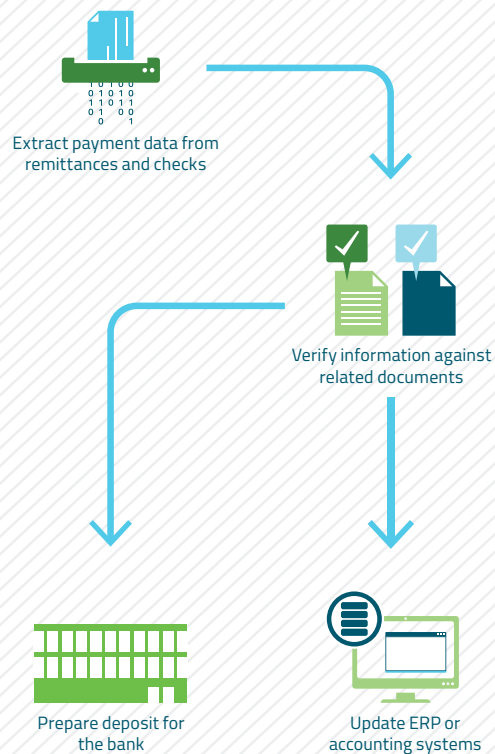 Extract payment data from
remittances and checks
Verify information against
related documents
Prepare deposit for
the bank
Update ERP or
accounting systems